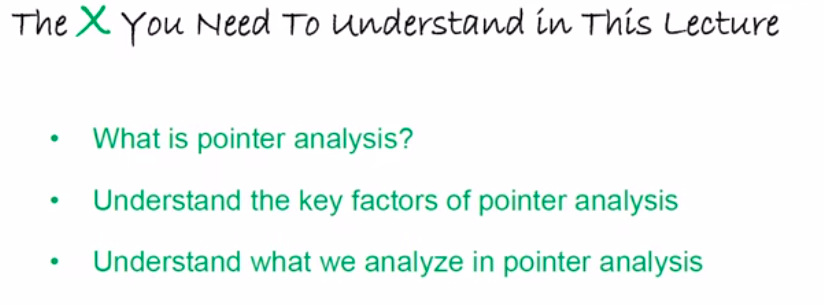 The X You Need To Understand in This Lecture
• What is pointer analysis?
• Understand the key factors of pointer analysis
• Understand what we analyze in pointer analysis